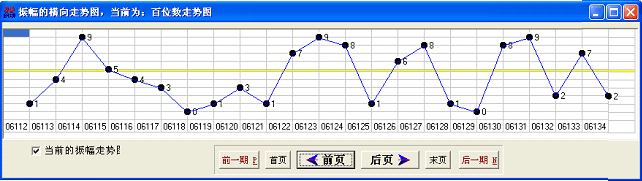 振幅的横向走势图，当前为：百位数走势图
1 4 9 5 4 3 0 1 3 1 7 9 8 1 6 8 1 0 8 9 2 7 2
06112 06113 06114 06115 06116 06117 06118 06119 06120 06121 06122 06123 06124 06125 06126 06127 06128 06129 06130 06131 06132 06133 06134
当前的振幅走势图
前一期 P 首页 前页 后页 末页 后一期 N